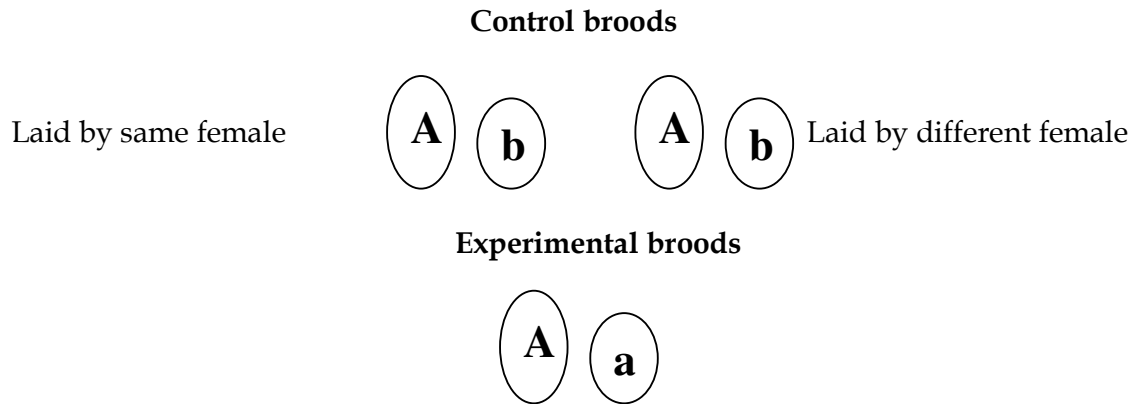 Control broods
Laid by same female A b A b Laid by different female
Experimental broods
A a